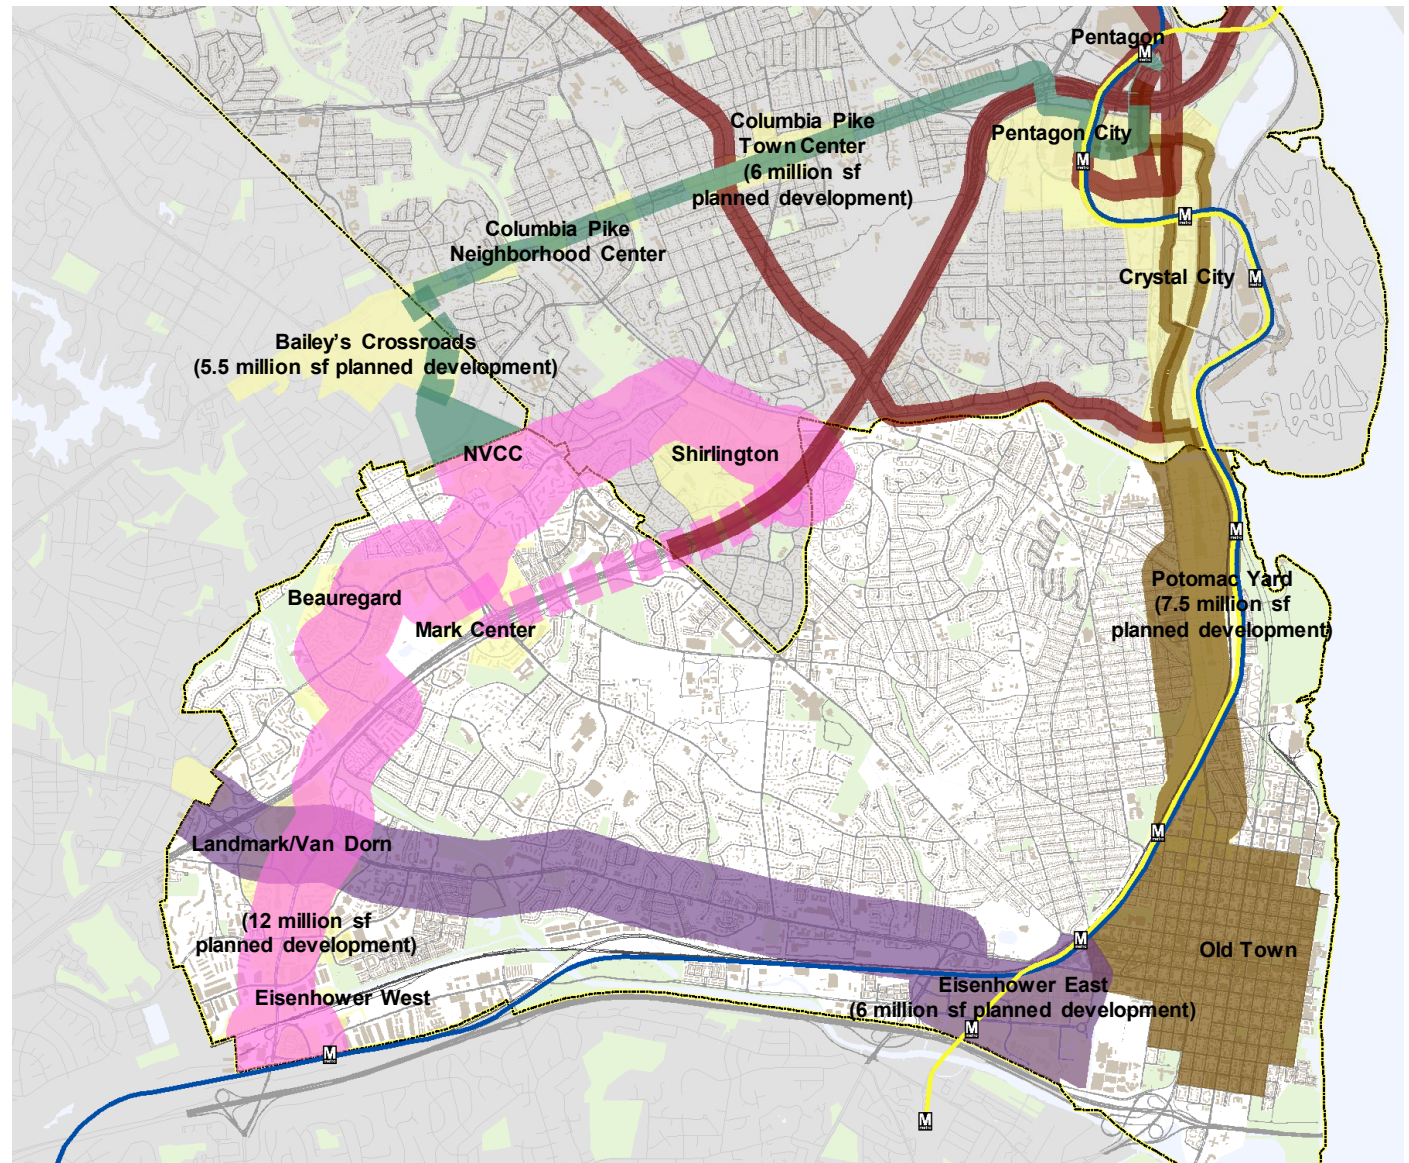 Pentagon
M
Columbia Pike
Town Center
(6 million sf
planned development)
Pentagon City
M
M
Columbia Pike
Neighborhood Center
Crystal City
M
Bailey's Crossroads
(5.5 million sf planned development)
NVCC
Shirlington
M
Potomac Yard
(7.5 million sf
planned development)
Beauregard
Mark Center
M
Landmark/Van Dorn
(12 million sf
planned development)
M
Old Town
Eisenhower East
(6 million sf planned development)
Eisenhower West
M
M
M